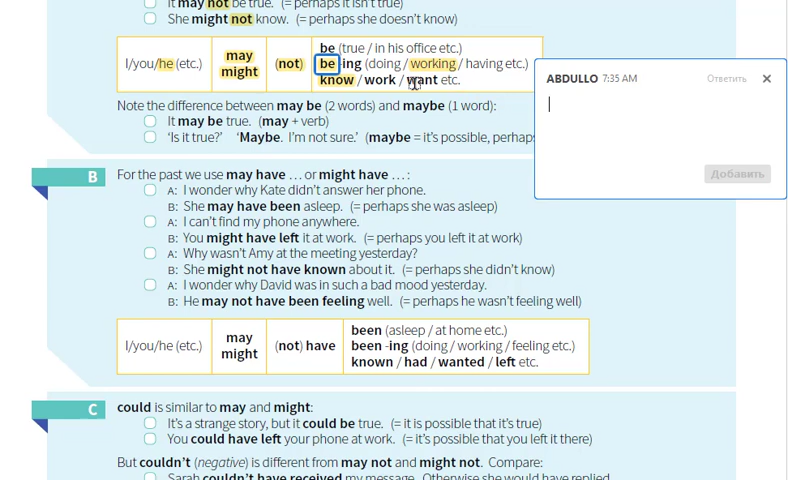 It may not be true. (= perhaps it isn't true)
She might not know. (= perhaps she doesn't know)
I/you/he (etc.) may might (not) be (true / in his office etc.)
be -ing (doing / working / having etc.)
know / work / want etc.
Note the difference between may be (2 words) and maybe (1 word):
It may be true. (may + verb)
'Is it true?' 'Maybe. I'm not sure.' (maybe = it's possible, perhaps
ABDULLO 7:35 AM Ответить
Добавить
B For the past we use may have … or might have … :
A: I wonder why Kate didn't answer her phone.
B: She may have been asleep. (= perhaps she was asleep)
A: I can't find my phone anywhere.
B: You might have left it at work. (= perhaps you left it at work)
A: Why wasn't Amy at the meeting yesterday?
B: She might not have known about it. (= perhaps she didn't know)
A: I wonder why David was in such a bad mood yesterday.
B: He may not have been feeling well. (= perhaps he wasn't feeling well)
I/you/he (etc.) may might (not) have been (asleep / at home etc.)
been -ing (doing / working / feeling etc.)
known / had / wanted / left etc.
C could is similar to may and might:
It's a strange story, but it could be true. (= it is possible that it's true)
You could have left your phone at work. (= it's possible that you left it there)
But couldn't (negative) is different from may not and might not. Compare:
Sarah couldn't have received my message. Otherwise she would have replied.